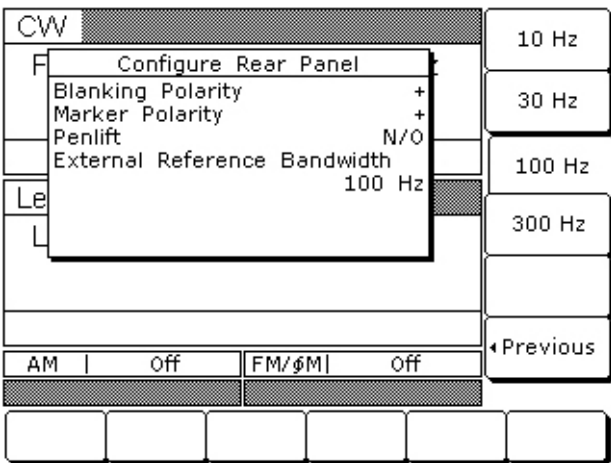 CW
F
Configure Rear Panel
Blanking Polarity +
Marker Polarity +
Penlift N/O
External Reference Bandwidth
100 Hz
Le
L
AM | Off
FM/ϕM| Off
10 Hz
30 Hz
100 Hz
300 Hz
Previous